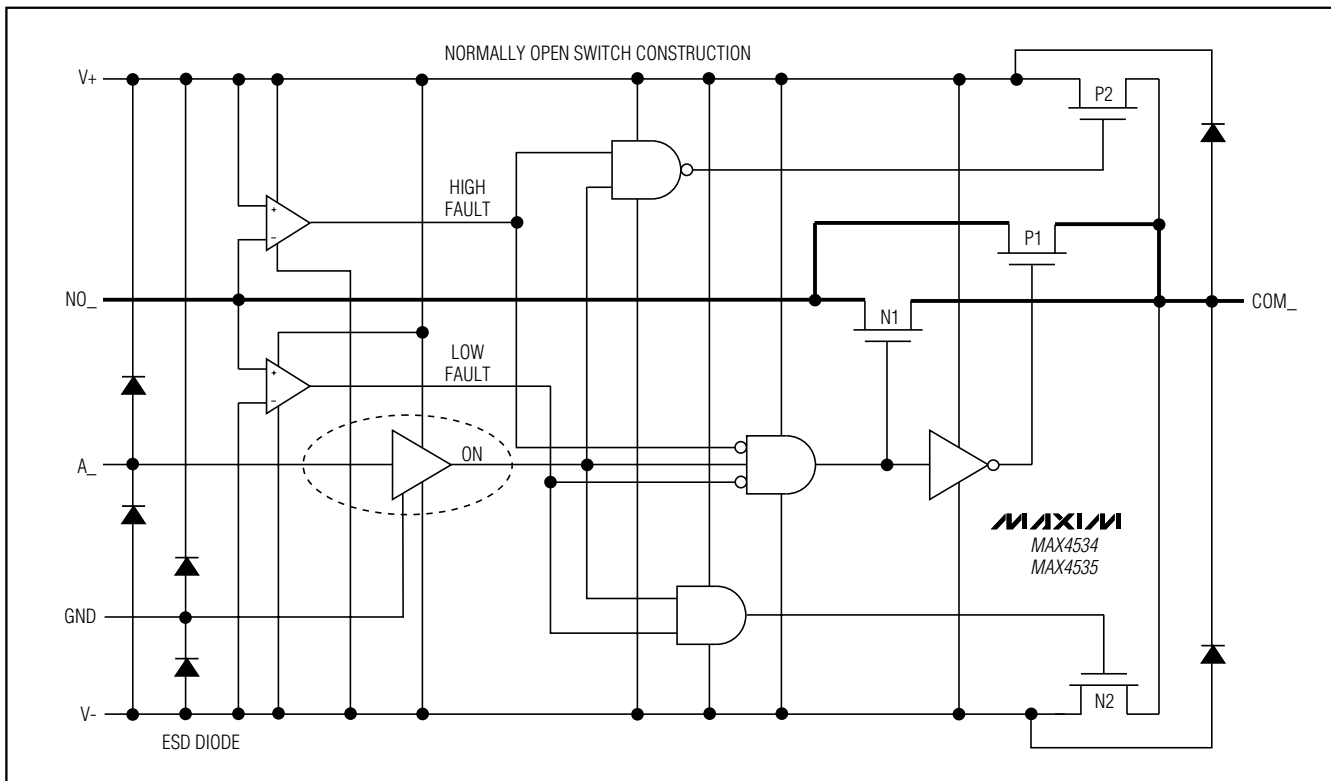 NORMALLY OPEN SWITCH CONSTRUCTION
V+
P2
+
-
HIGH
FAULT
P1
NO_
COM_
N1
+
-
LOW
FAULT
A_
ON
MAXIM
MAX4534
MAX4535
GND
V-
N2
ESD DIODE